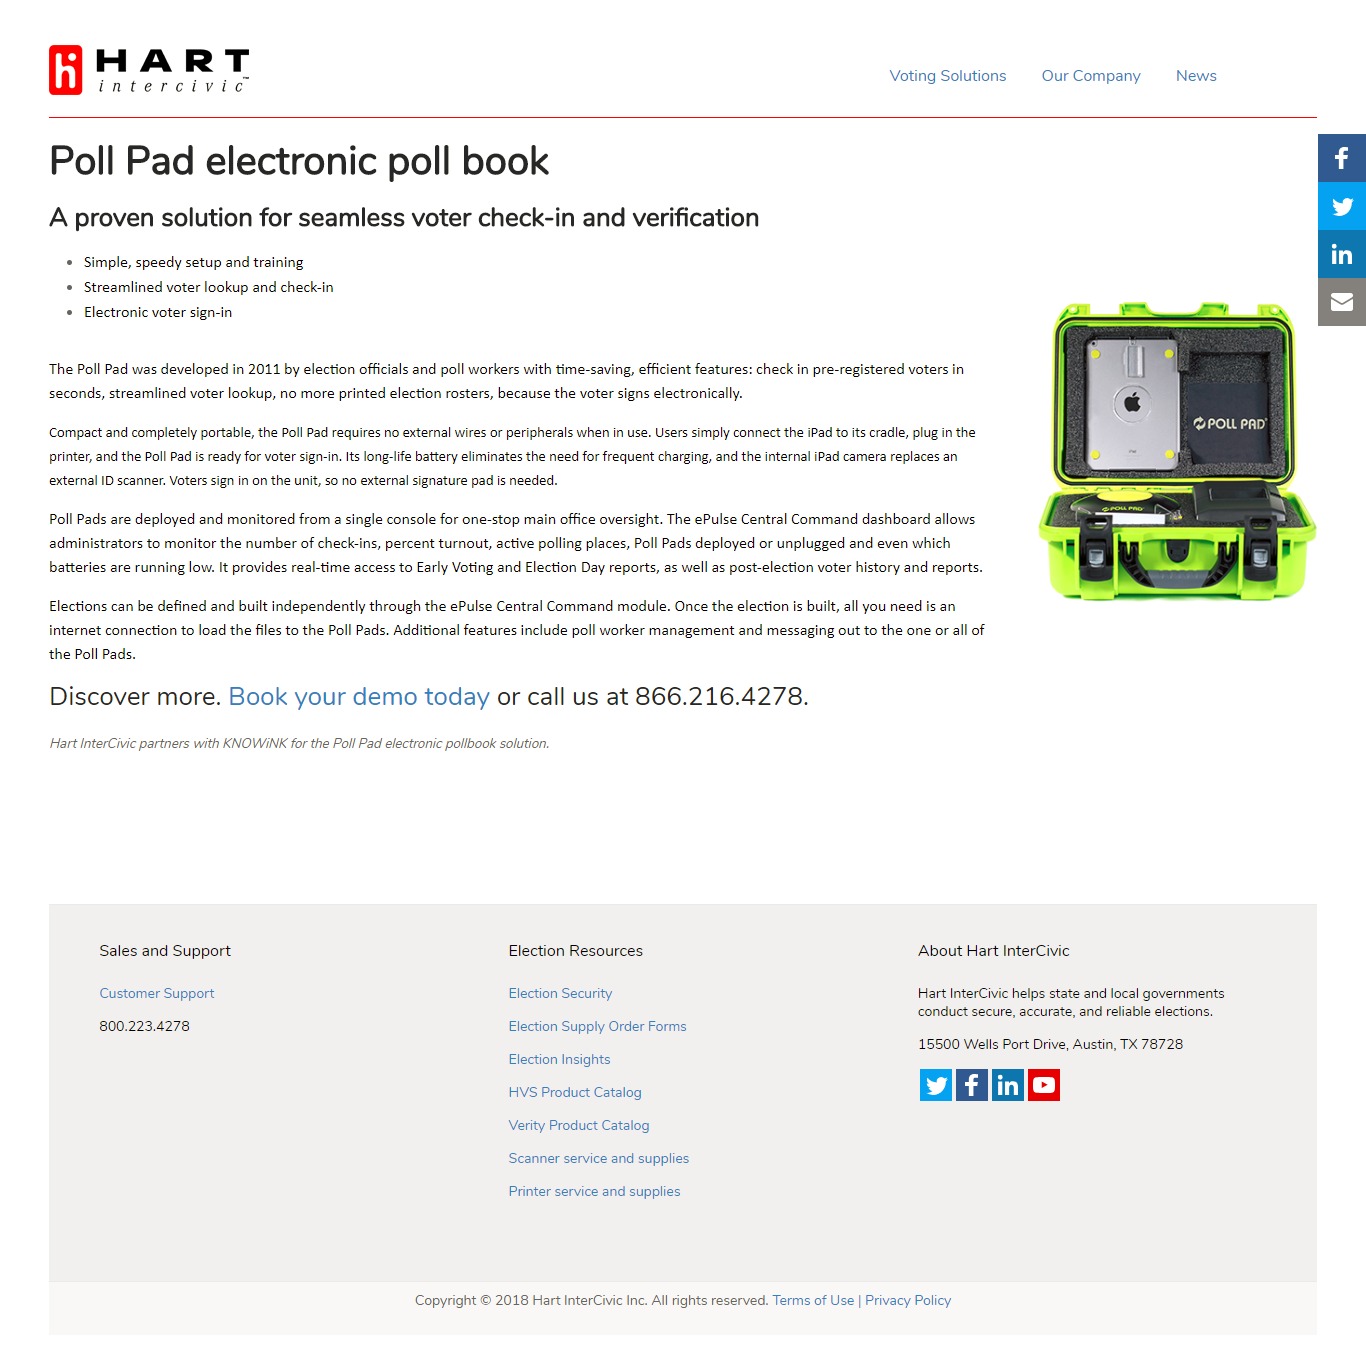 HART
intercivic™
Voting Solutions
Our Company
News
Poll Pad electronic poll book
A proven solution for seamless voter check-in and verification
Simple, speedy setup and training
Streamlined voter lookup and check-in
Electronic voter sign-in
The Poll Pad was developed in 2011 by election officials and poll workers with time-saving, efficient features: check in pre-registered voters in
seconds, streamlined voter lookup, no more printed election rosters, because the voter signs electronically.
Compact and completely portable, the Poll Pad requires no external wires or peripherals when in use. Users simply connect the iPad to its cradle, plug in the
printer, and the Poll Pad is ready for voter sign-in. Its long-life battery eliminates the need for frequent charging, and the internal iPad camera replaces an
external ID scanner. Voters sign in on the unit, so no external signature pad is needed.
Poll Pads are deployed and monitored from a single console for one-stop main office oversight. The ePulse Central Command dashboard allows
administrators to monitor the number of check-ins, percent turnout, active polling places, Poll Pads deployed or unplugged and even which
batteries are running low. It provides real-time access to Early Voting and Election Day reports, as well as post-election voter history and reports.
Elections can be defined and built independently through the ePulse Central Command module. Once the election is built, all you need is an
internet connection to load the files to the Poll Pads. Additional features include poll worker management and messaging out to the one or all of
the Poll Pads.
POLL PAD
POLL PAD
Discover more. Book your demo today or call us at 866.216.4278.
Hart InterCivic partners with KNOWiNK for the Poll Pad electronic pollbook solution.
Sales and Support
Customer Support
800.223.4278
Election Resources
Election Security
Election Supply Order Forms
Election Insights
HVS Product Catalog
Verity Product Catalog
Scanner service and supplies
Printer service and supplies
About Hart InterCivic
Hart InterCivic helps state and local governments
conduct secure, accurate, and reliable elections.
15500 Wells Port Drive, Austin, TX 78728
Copyright © 2018 Hart InterCivic Inc. All rights reserved. Terms of Use | Privacy Policy